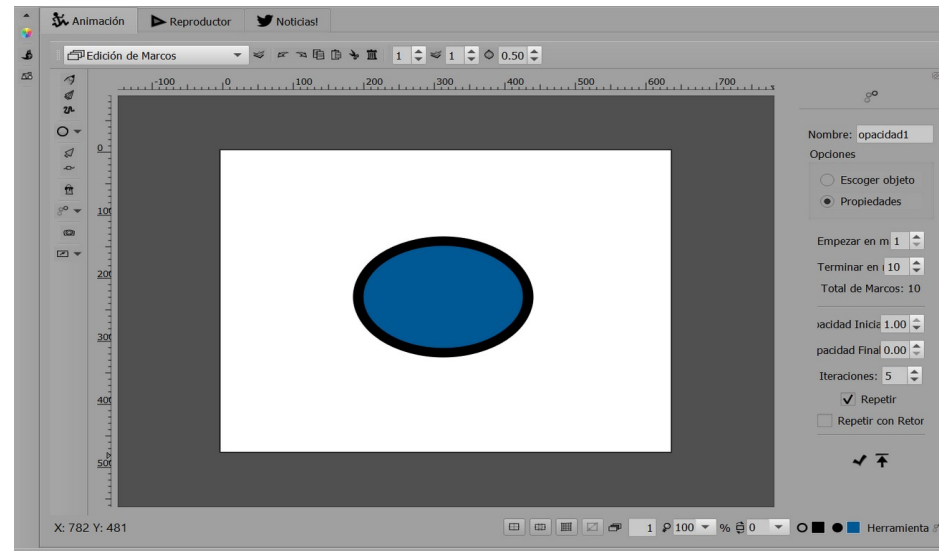 Animación Reproductor Noticias!
Edición de Marcos 1 1 0.50
-100 0 100 200 300 400 500 600 700
0
100
200
300
400
500
Nombre: opacidad1
Opciones
Escoger objeto
Propiedades
Empezar en m 1
Terminar en 10
Total de Marcos: 10
pacidad Inicia 1.00
pacidad Final 0.00
Iteraciones: 5
Repetir
Repetir con Retor
X: 782 Y: 481 1 100 % 0 Herramienta